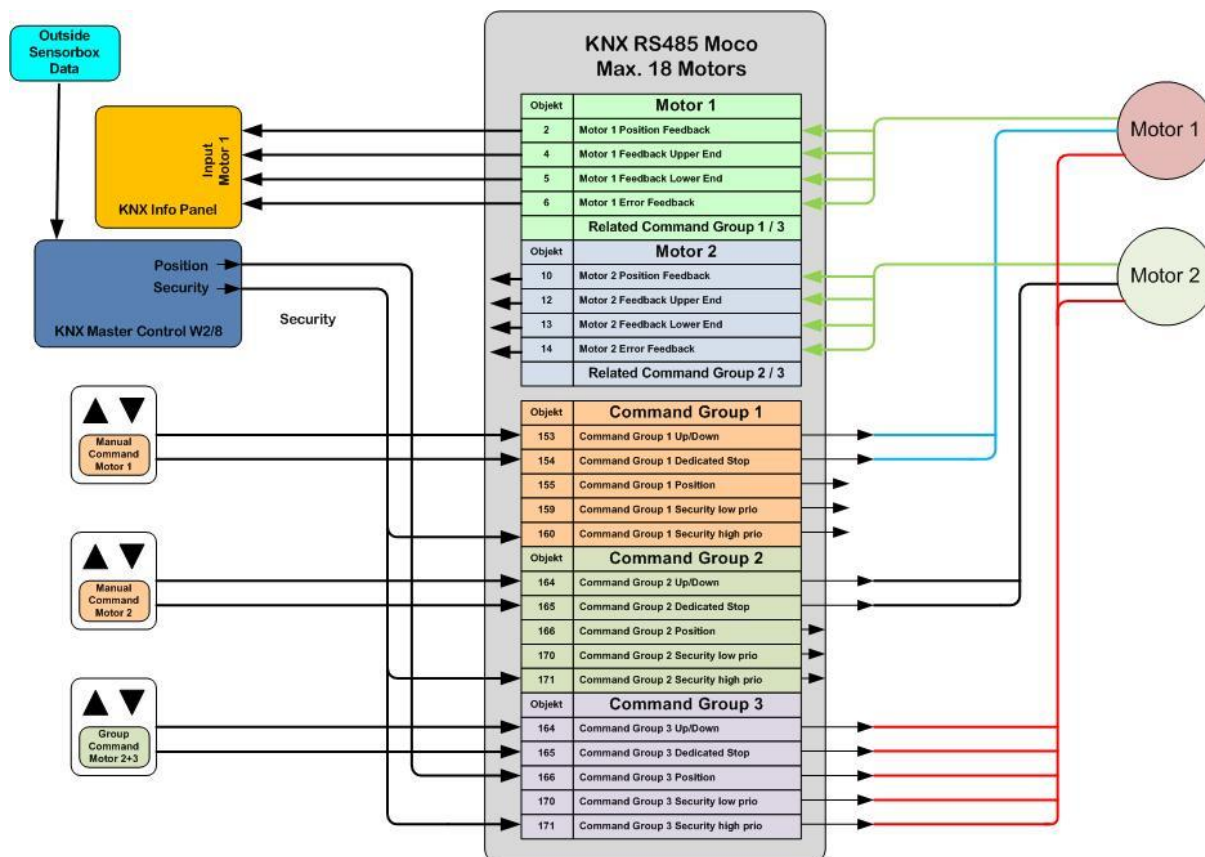 Outside
Sensorbox
Data
Input
Motor 1
KNX Info Panel
Position
Security
KNX Master Control W2/8
Security
Manual
Command
Motor 1
Manual
Command
Motor 2
Group
Command
Motor 2+3
KNX RS485 Moco
Max. 18 Motors
Objekt Motor 1
2 Motor 1 Position Feedback
4 Motor 1 Feedback Upper End
5 Motor 1 Feedback Lower End
6 Motor 1 Error Feedback
Related Command Group 1 / 3
Objekt Motor 2
10 Motor 2 Position Feedback
12 Motor 2 Feedback Upper End
13 Motor 2 Feedback Lower End
14 Motor 2 Error Feedback
Related Command Group 2 / 3
Objekt Command Group 1
153 Command Group 1 Up/Down
154 Command Group 1 Dedicated Stop
155 Command Group 1 Position
159 Command Group 1 Security low prio
160 Command Group 1 Security high prio
Objekt Command Group 2
164 Command Group 2 Up/Down
165 Command Group 2 Dedicated Stop
166 Command Group 2 Position
170 Command Group 2 Security low prio
171 Command Group 2 Security high prio
Objekt Command Group 3
164 Command Group 3 Up/Down
165 Command Group 3 Dedicated Stop
166 Command Group 3 Position
170 Command Group 3 Security low prio
171 Command Group 3 Security high prio
Motor 1
Motor 2